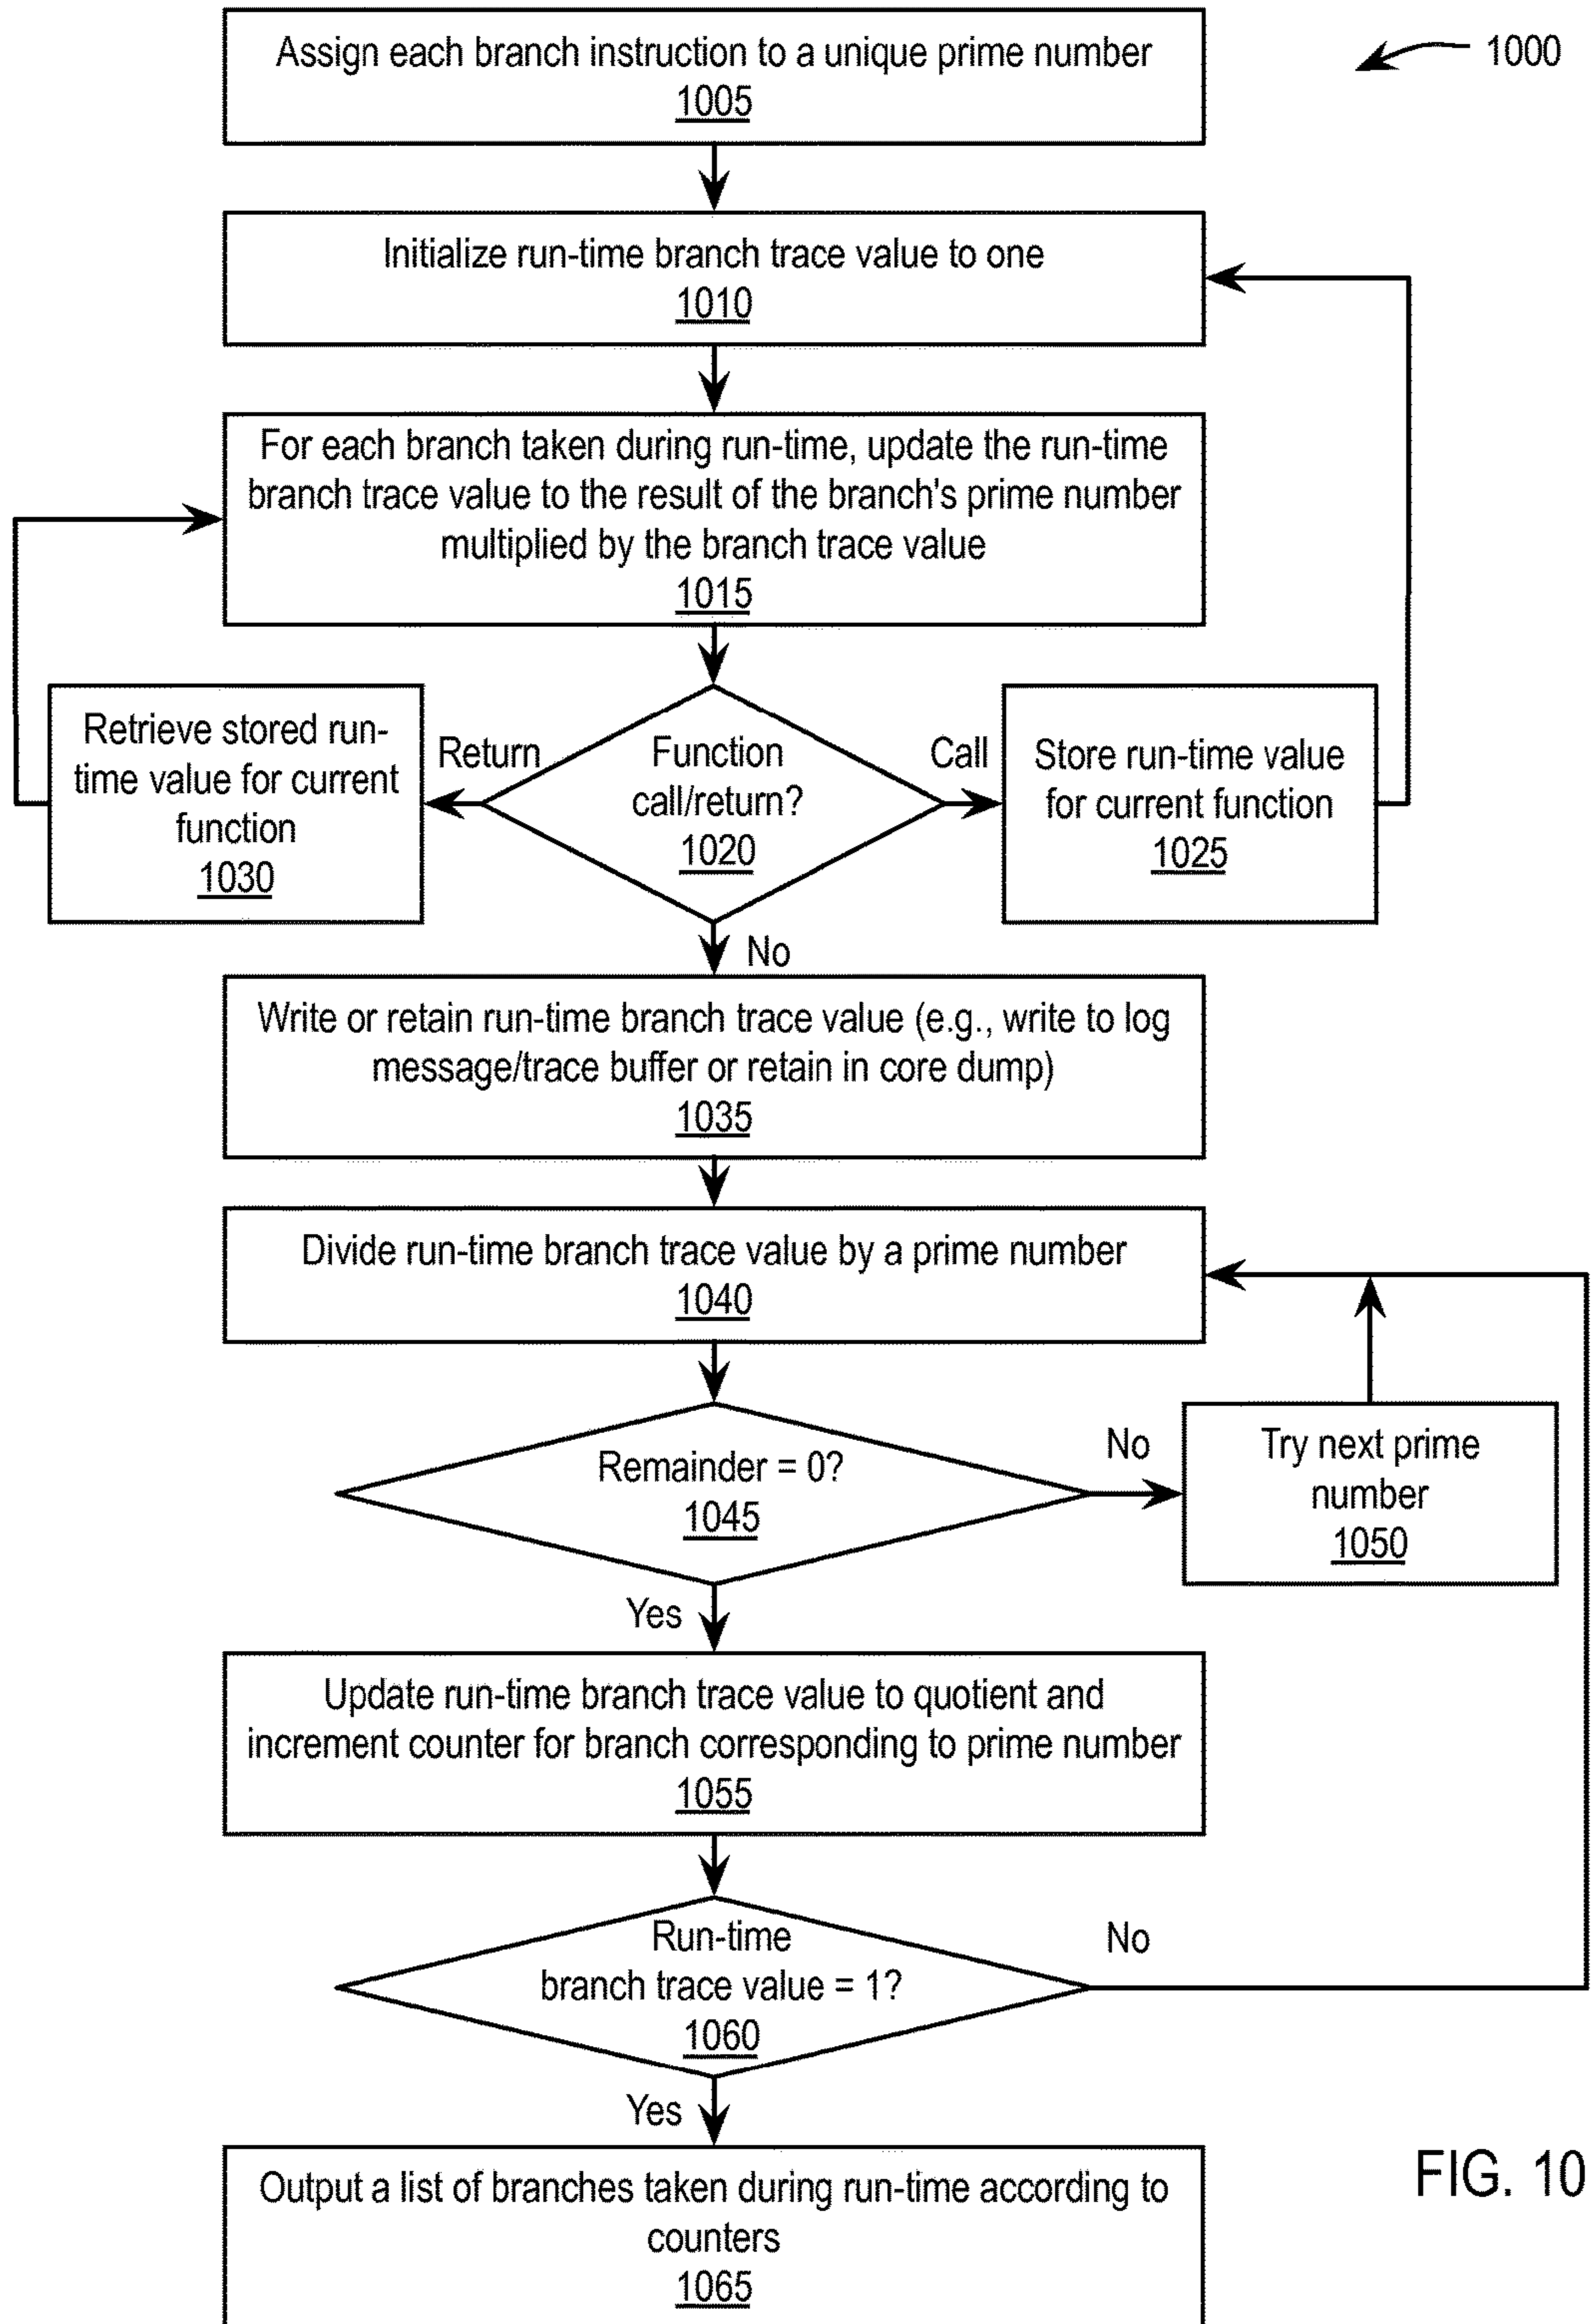 Assign each branch instruction to a unique prime number
1005
1000
Initialize run-time branch trace value to one
1010
For each branch taken during run-time, update the run-time
branch trace value to the result of the branch's prime number
multiplied by the branch trace value
1015
Retrieve stored run-
time value for current
function
1030
Return
Function
call/return?
1020
Call
Store run-time value
for current function
1025
No
Write or retain run-time branch trace value (e.g., write to log
message/trace buffer or retain in core dump)
1035
Divide run-time branch trace value by a prime number
1040
Remainder = 0?
1045
No
Try next prime
number
1050
Yes
Update run-time branch trace value to quotient and
increment counter for branch corresponding to prime number
1055
Run-time
branch trace value = 1?
1060
No
Yes
Output a list of branches taken during run-time according to
counters
1065
FIG. 10